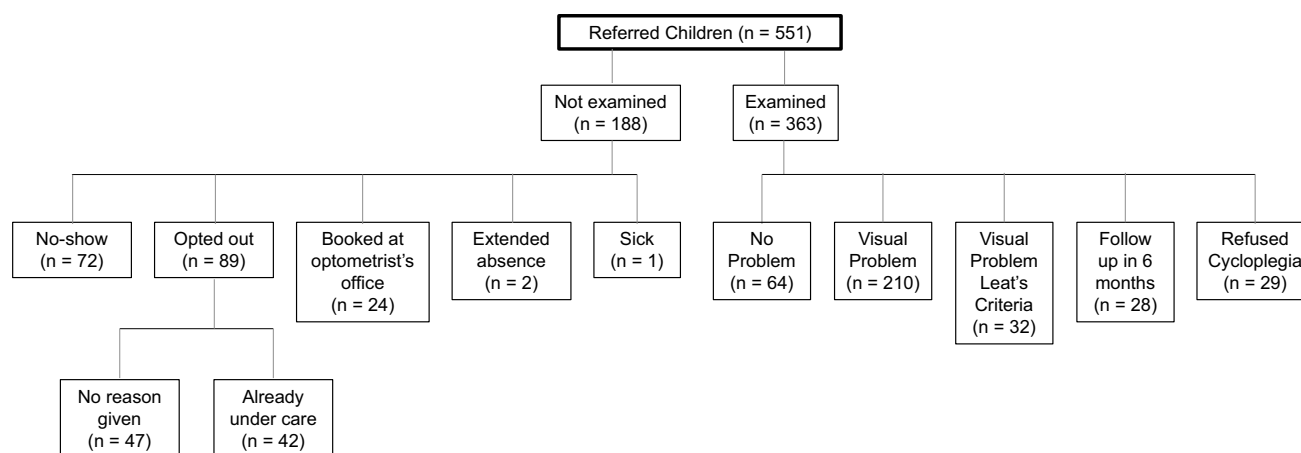 Referred Children (n = 551)
Not examined
(n = 188)
Examined
(n = 363)
No-show
(n = 72)
Opted out
(n = 89)
Booked at
optometrist's
office
(n = 24)
Extended
absence
(n = 2)
Sick
(n = 1)
No
Problem
(n = 64)
Visual
Problem
(n = 210)
Visual
Problem
Leat's
Criteria
(n = 32)
Follow
up in 6
months
(n = 28)
Refused
Cycloplegia
(n = 29)
No reason
given
(n = 47)
Already
under care
(n = 42)